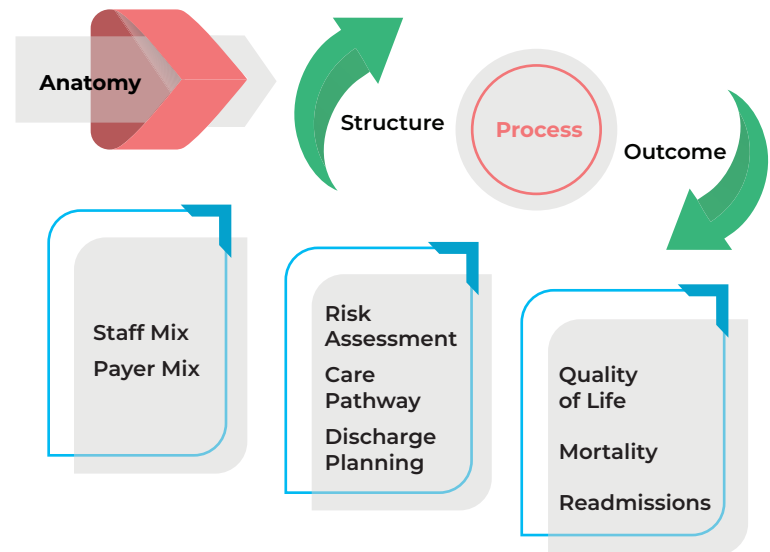 Anatomy
Structure
Process
Outcome
Staff Mix
Payer Mix
Risk
Assessment
Care
Pathway
Discharge
Planning
Quality
of Life
Mortality
Readmissions